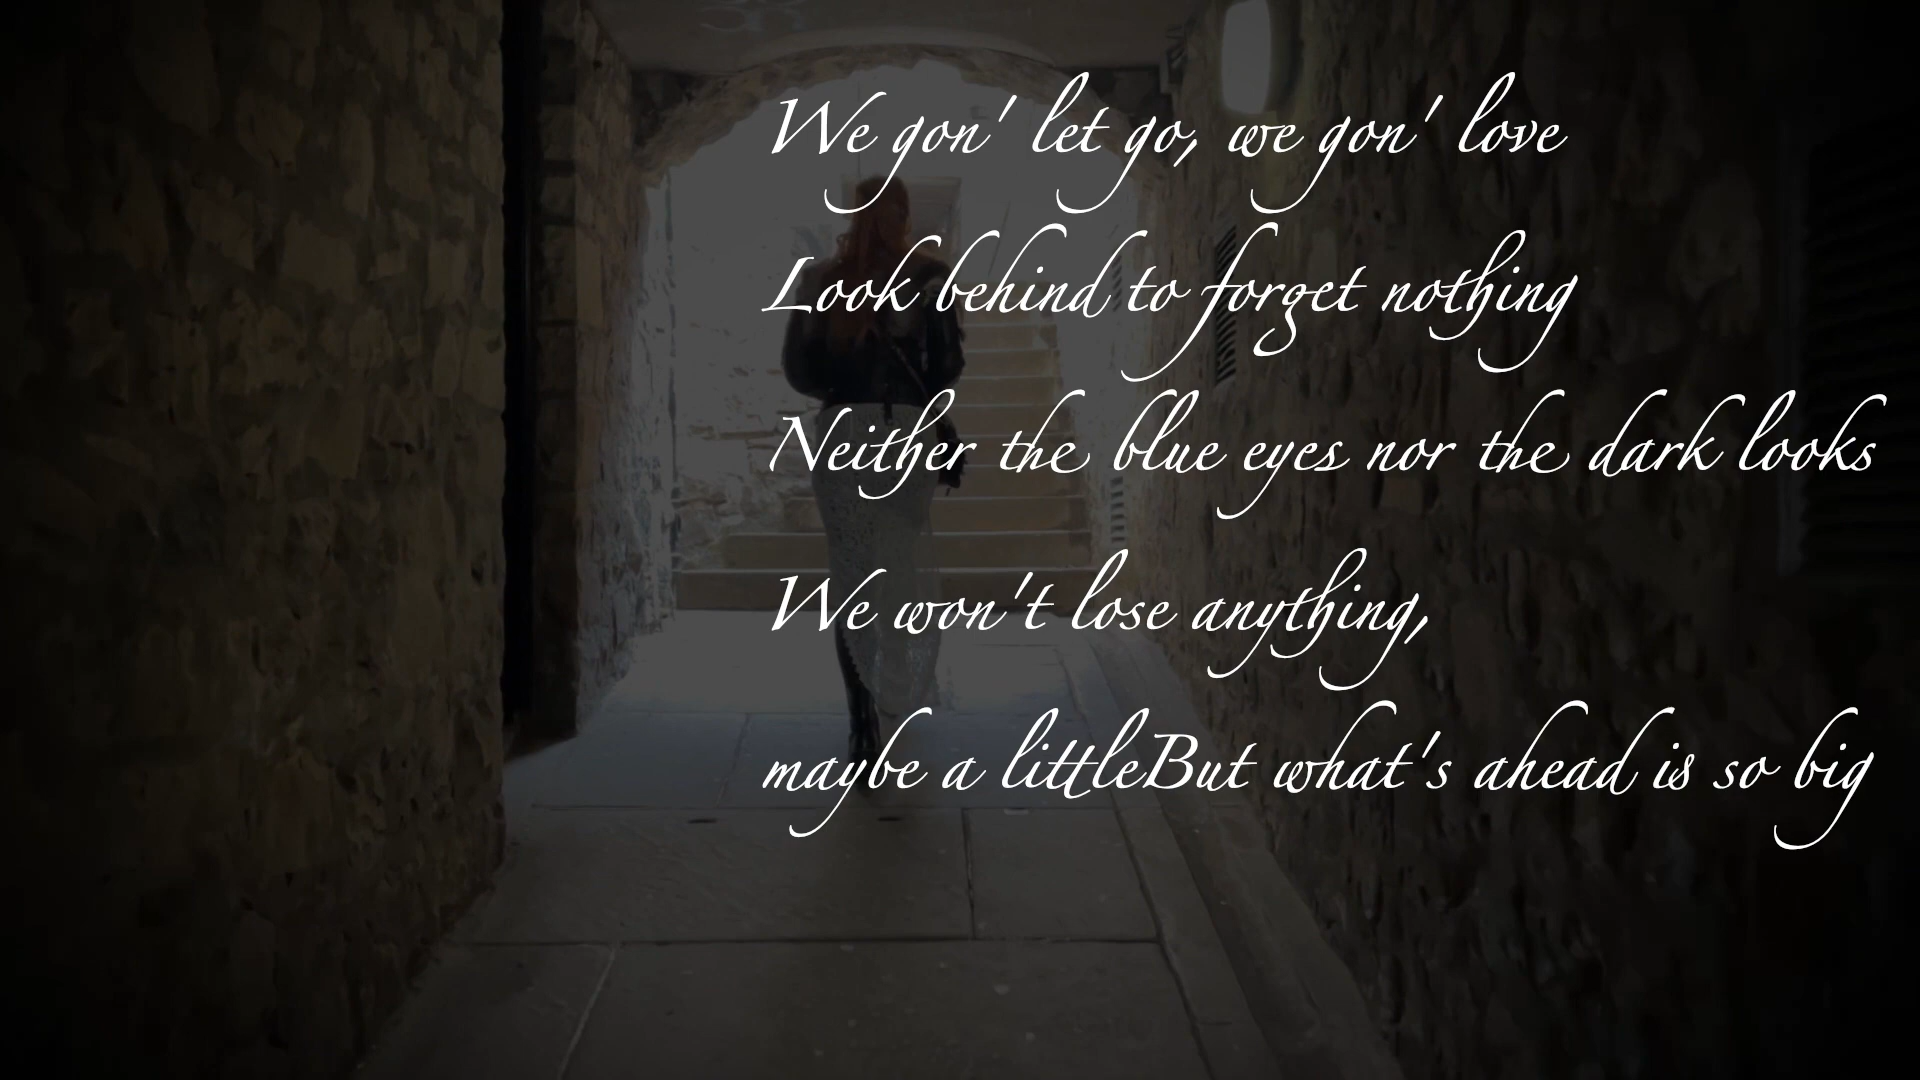 We gon' let go, we gon' love
Look behind to forget nothing
Neither the blue eyes nor the dark looks
We won't lose anything,
maybe a littleBut what's ahead is so big